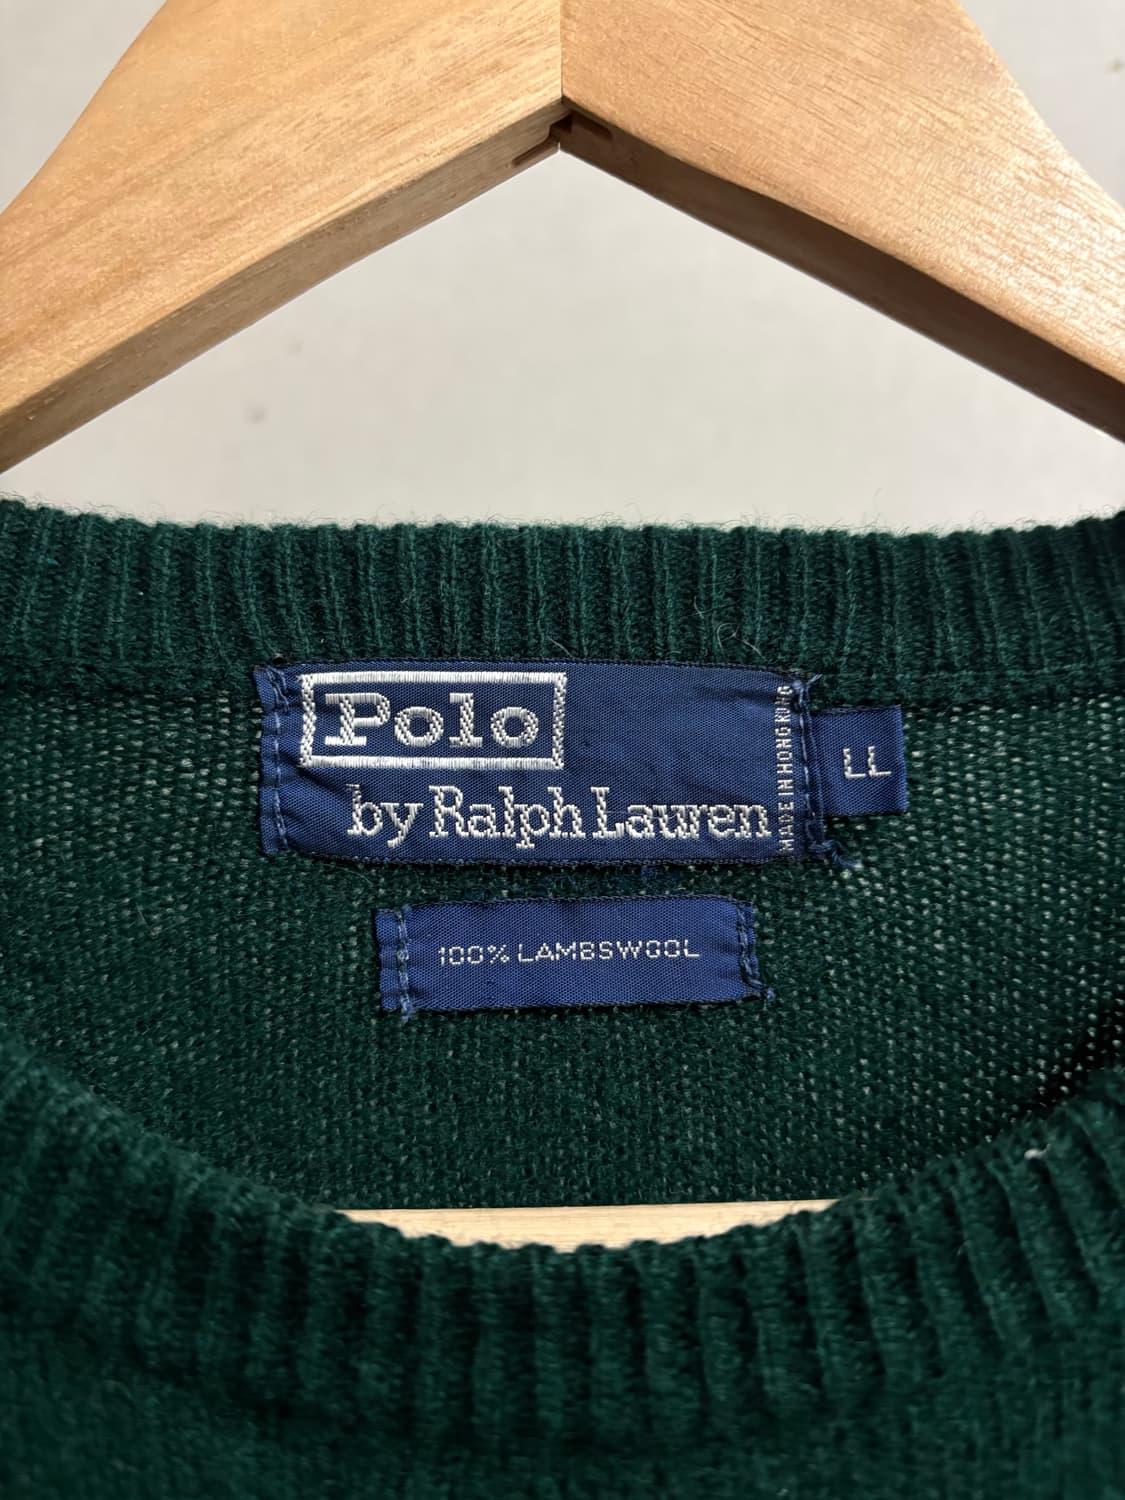 Polo
by Ralph Lauren
MADE IN HONG KONG
LL
100% LAMBSWOOL